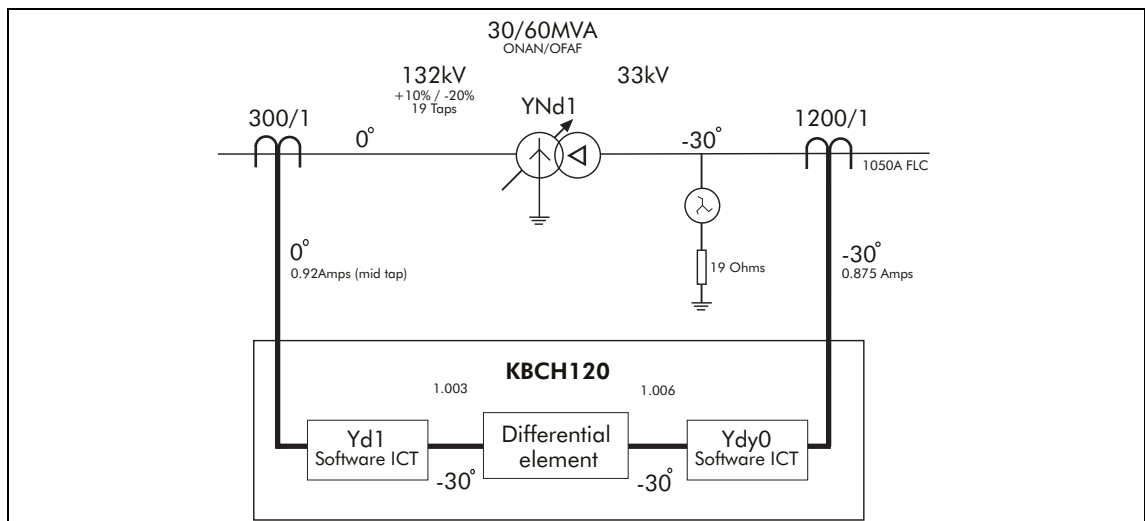 30/60MVA
ONAN/OFAF
132kV
33kV
+10% / -20%
19 Taps
YNd1
300/1
0°
-30°
1200/1
1050A FLC
0°
0.92Amps (mid tap)
19 Ohms
-30°
0.875 Amps
KBCH120
1.003
1.006
Yd1
Software ICT
Differential
element
Ydy0
Software ICT
-30°
-30°